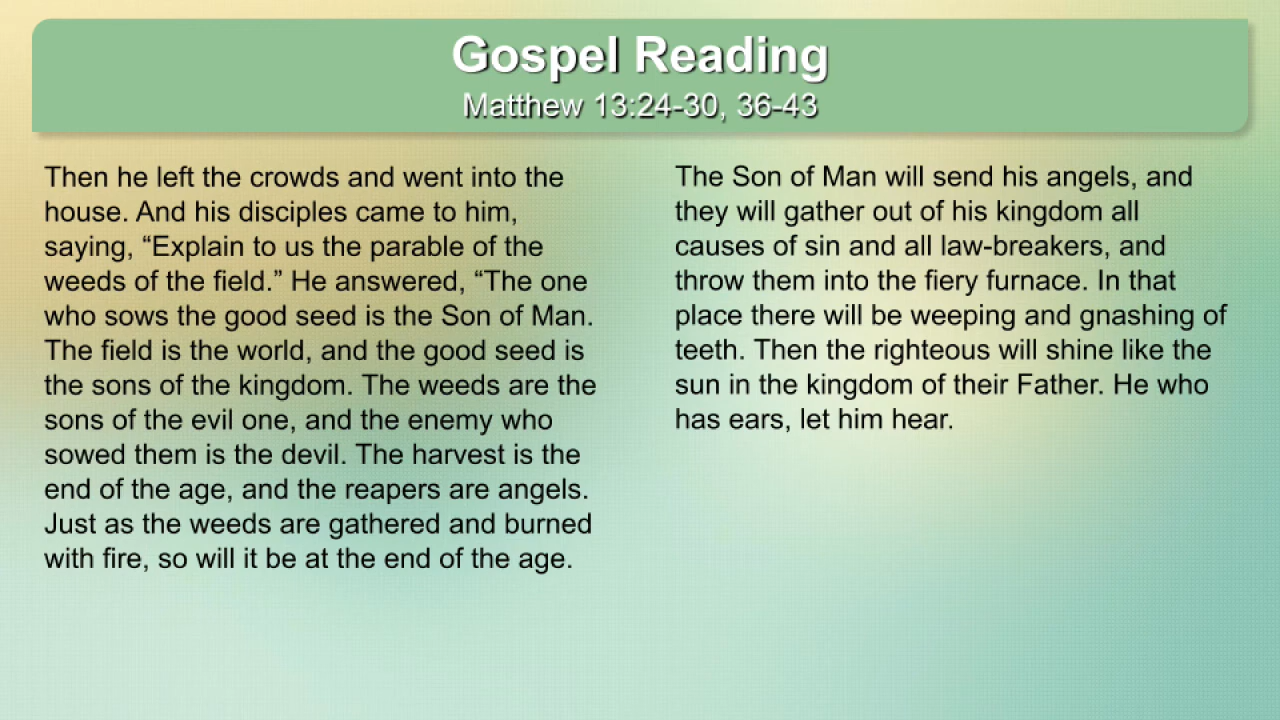 Gospel Reading
Matthew 13:24-30, 36-43
Then he left the crowds and went into the
house. And his disciples came to him,
saying, “Explain to us the parable of the
weeds of the field.” He answered, “The one
who sows the good seed is the Son of Man.
The field is the world, and the good seed is
the sons of the kingdom. The weeds are the
sons of the evil one, and the enemy who
sowed them is the devil. The harvest is the
end of the age, and the reapers are angels.
Just as the weeds are gathered and burned
with fire, so will it be at the end of the age.
The Son of Man will send his angels, and
they will gather out of his kingdom all
causes of sin and all law-breakers, and
throw them into the fiery furnace. In that
place there will be weeping and gnashing of
teeth. Then the righteous will shine like the
sun in the kingdom of their Father. He who
has ears, let him hear.